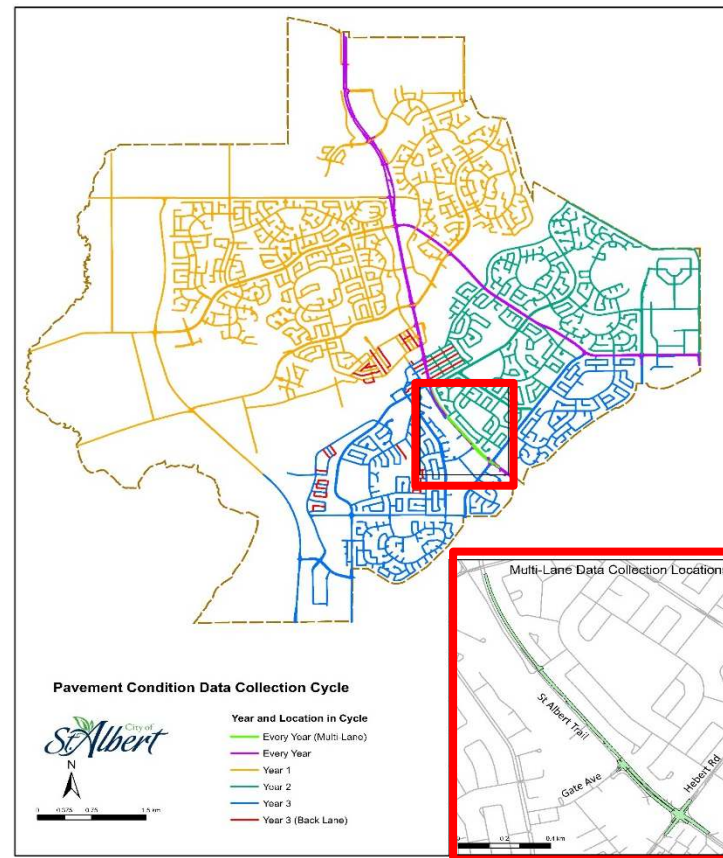 Multi-Lane Data Collection Location
St Albert Trail
Gate Ave
Hebert Rd
0.2
0.4 km
Pavement Condition Data Collection Cycle
City of
St Albert
N
0 0.375 0.75 1.5 km
Year and Location in Cycle
Every Year (Multi-Lane)
Every Year
Year 1
Year 2
Year 3
Year 3 (Back Lane)